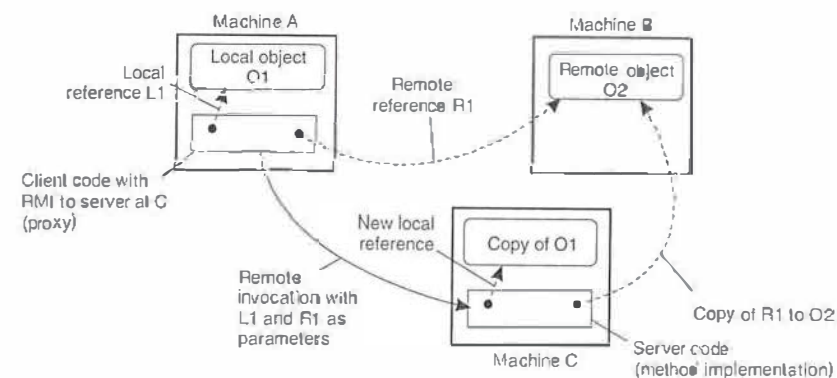 Machine A
Machine B
Local object
O1
Remote object
O2
Local
reference L1
Remote
reference R1
Client code with
RMI to server at C
(proxy)
New local
reference
Copy of O1
Remote
invocation with
L1 and R1 as
parameters
Copy of R1 to O2
Server code
(method implementation)
Machine C